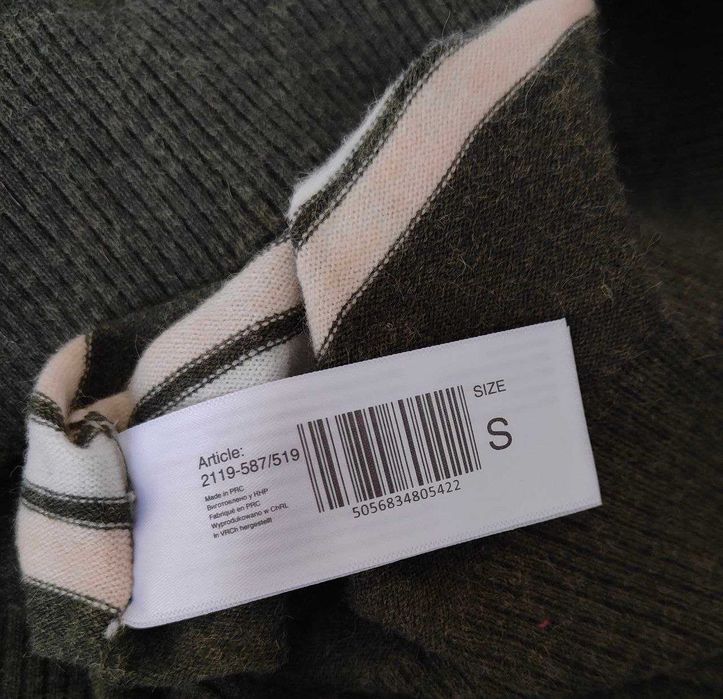 Article:
2119-587/519
Made in PRC
Виготовлено у КНР
Fabriqué en PRC
Wyprodukowano w ChRL
In VRCh hergestellt
5056834805422
SIZE
S